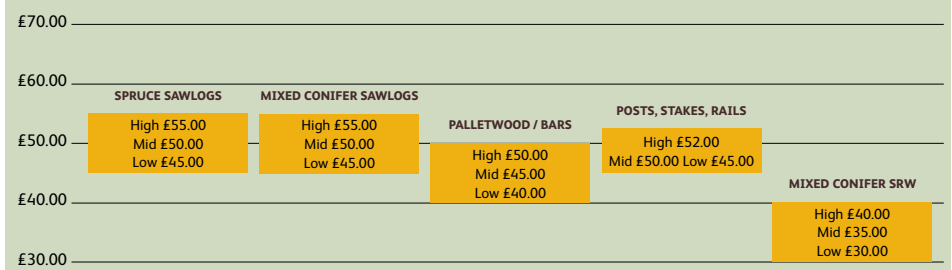 £70.00
£60.00
£50.00
£40.00
£30.00
SPRUCE SAWLOGS
High £55.00
Mid £50.00
Low £45.00
MIXED CONIFER SAWLOGS
High £55.00
Mid £50.00
Low £45.00
PALLETWOOD / BARS
High £50.00
Mid £45.00
Low £40.00
POSTS, STAKES, RAILS
High £52.00
Mid £50.00 Low £45.00
MIXED CONIFER SRW
High £40.00
Mid £35.00
Low £30.00